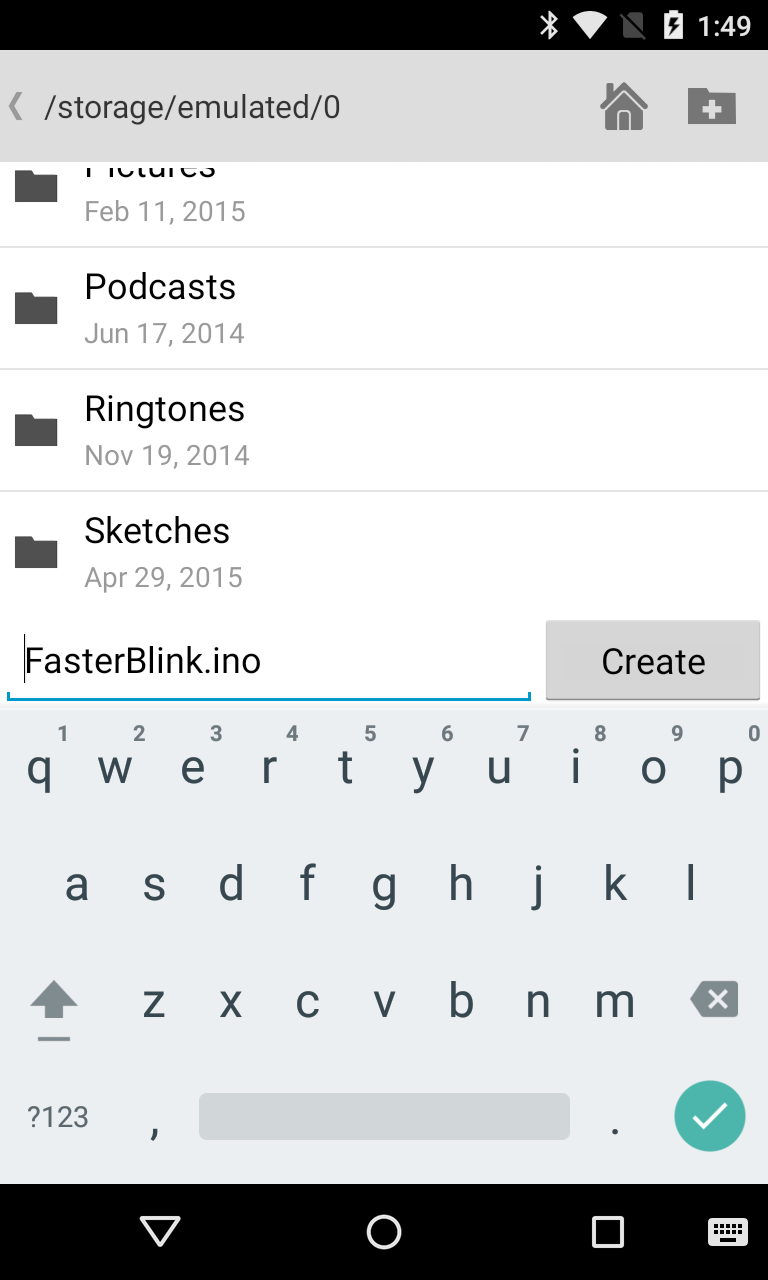 1:49
/storage/emulated/0
Pictures
Feb 11, 2015
Podcasts
Jun 17, 2014
Ringtones
Nov 19, 2014
Sketches
Apr 29, 2015
FasterBlink.ino
Create
1 2 3 4 5 6 7 8 9 0
q w e r t y u i o p
a s d f g h j k l
z x c v b n m
?123 , .